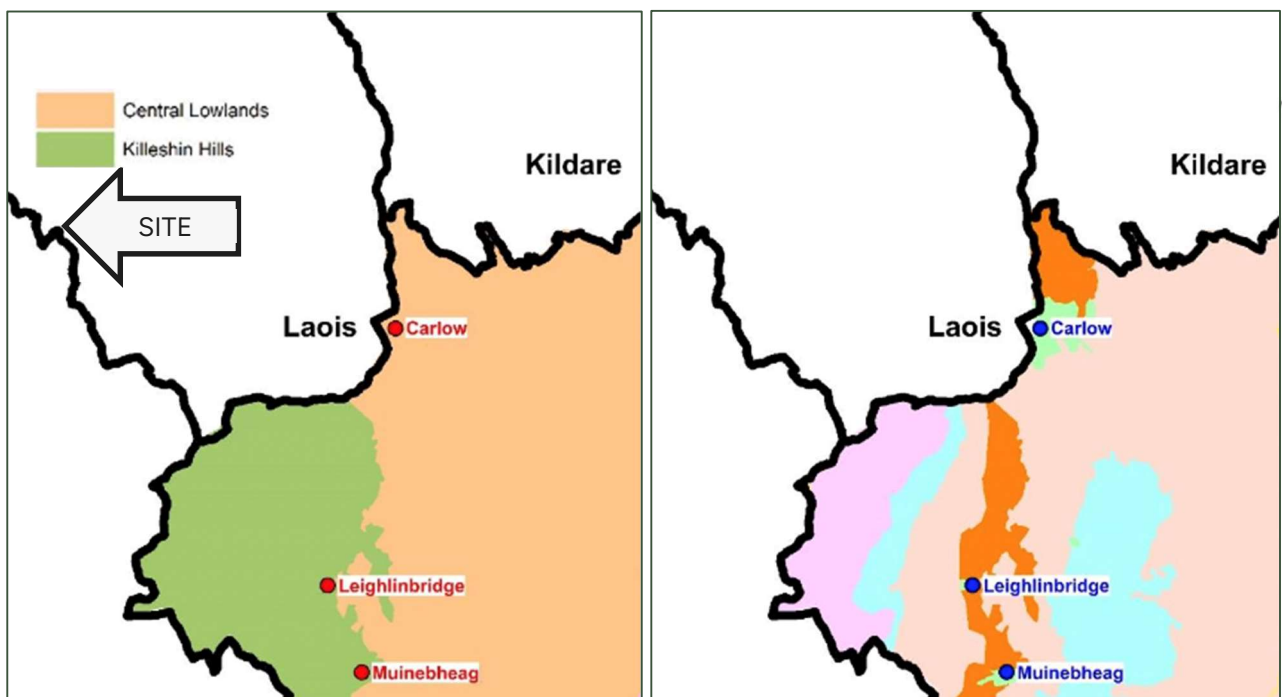 Central Lowlands
Killeshin Hills
Kildare
SITE
Laois
Carlow
Leighlinbridge
Muinebheag
Kildare
Laois
Carlow
Leighlinbridge
Muinebheag